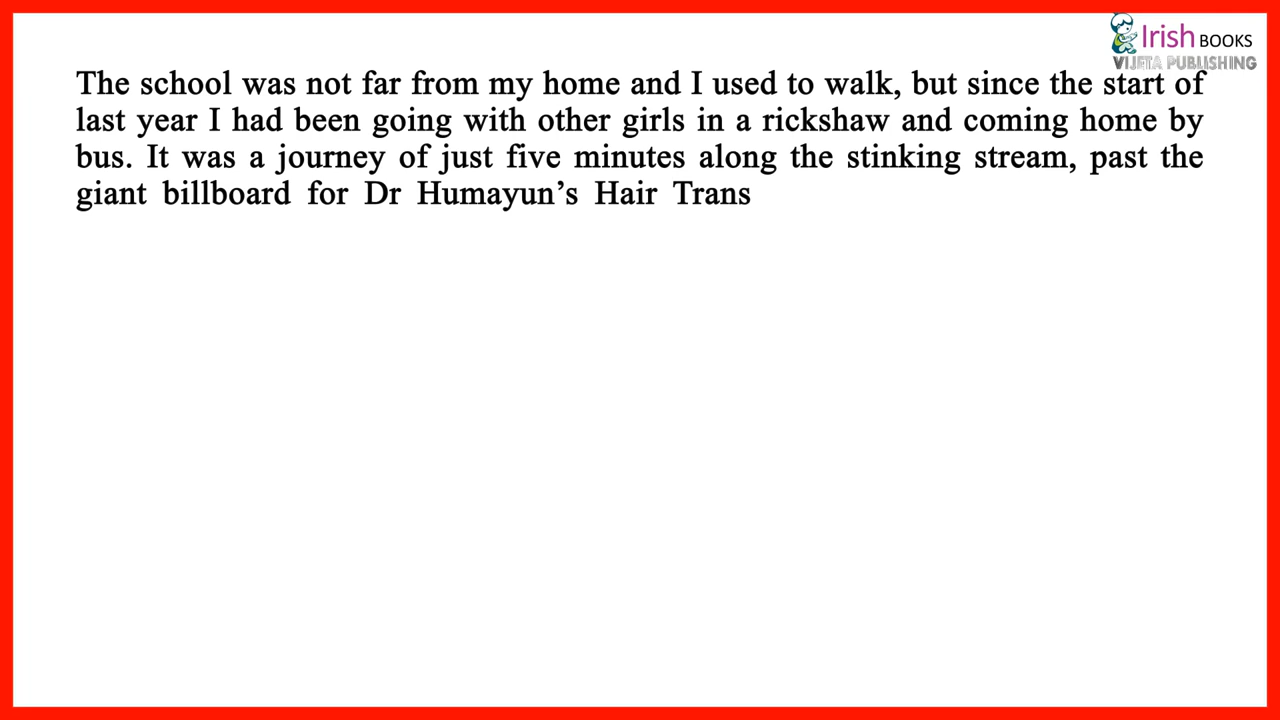 Irish BOOKS
VIJETA PUBLISHING
The school was not far from my home and I used to walk, but since the start of
last year I had been going with other girls in a rickshaw and coming home by
bus. It was a journey of just five minutes along the stinking stream, past the
giant billboard for Dr Humayun’s Hair Trans